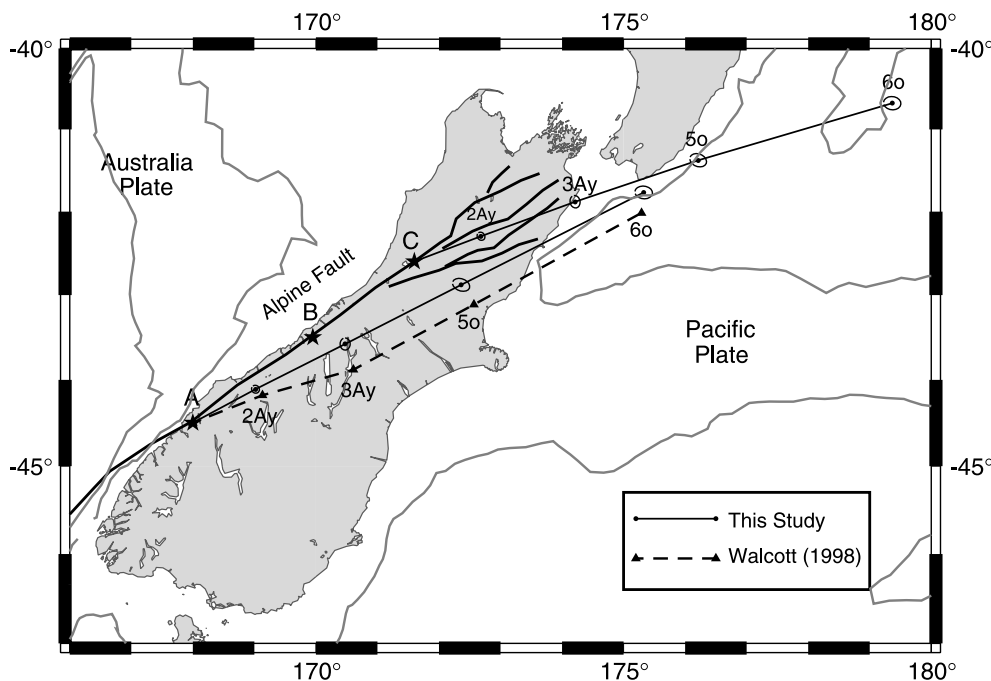 170° 175° 180°
-40° -40°
6o
5o
Australia
Plate
3Ay
2Ay
C
6o
Alpine Fault
B
5o
Pacific
Plate
3Ay
A
2Ay
-45° -45°
This Study
Walcott (1998)
170° 175° 180°